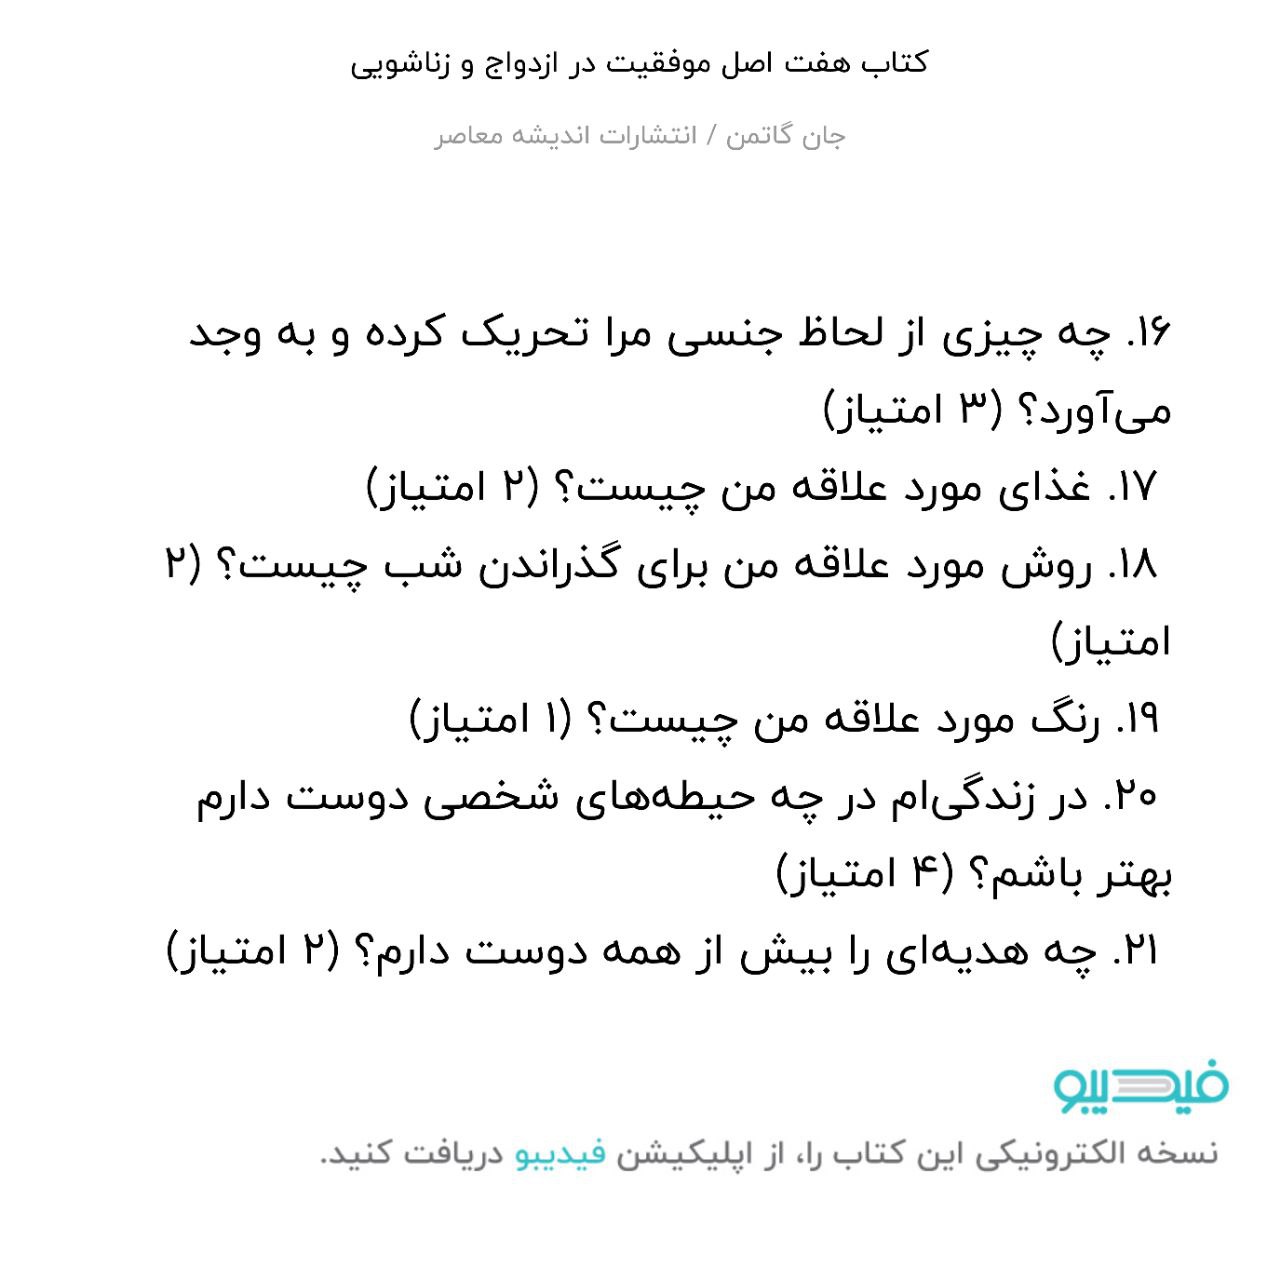 کتاب هفت اصل موفقیت در ازدواج و زناشویی
جان گاتمن / انتشارات اندیشه معاصر
۱۶. چه چیزی از لحاظ جنسی مرا تحریک کرده و به وجد
می‌آورد؟ (۳ امتیاز)
۱۷. غذای مورد علاقه من چیست؟ (۲ امتیاز)
۱۸. روش مورد علاقه من برای گذراندن شب چیست؟ (۲
امتیاز)
۱۹. رنگ مورد علاقه من چیست؟ (۱ امتیاز)
۲۰. در زندگی‌ام در چه حیطه‌های شخصی دوست دارم
بهتر باشم؟ (۴ امتیاز)
۲۱. چه هدیه‌ای را بیش از همه دوست دارم؟ (۲ امتیاز)
فیدیبو
نسخه الکترونیکی این کتاب را، از اپلیکیشن فیدیبو دریافت کنید.